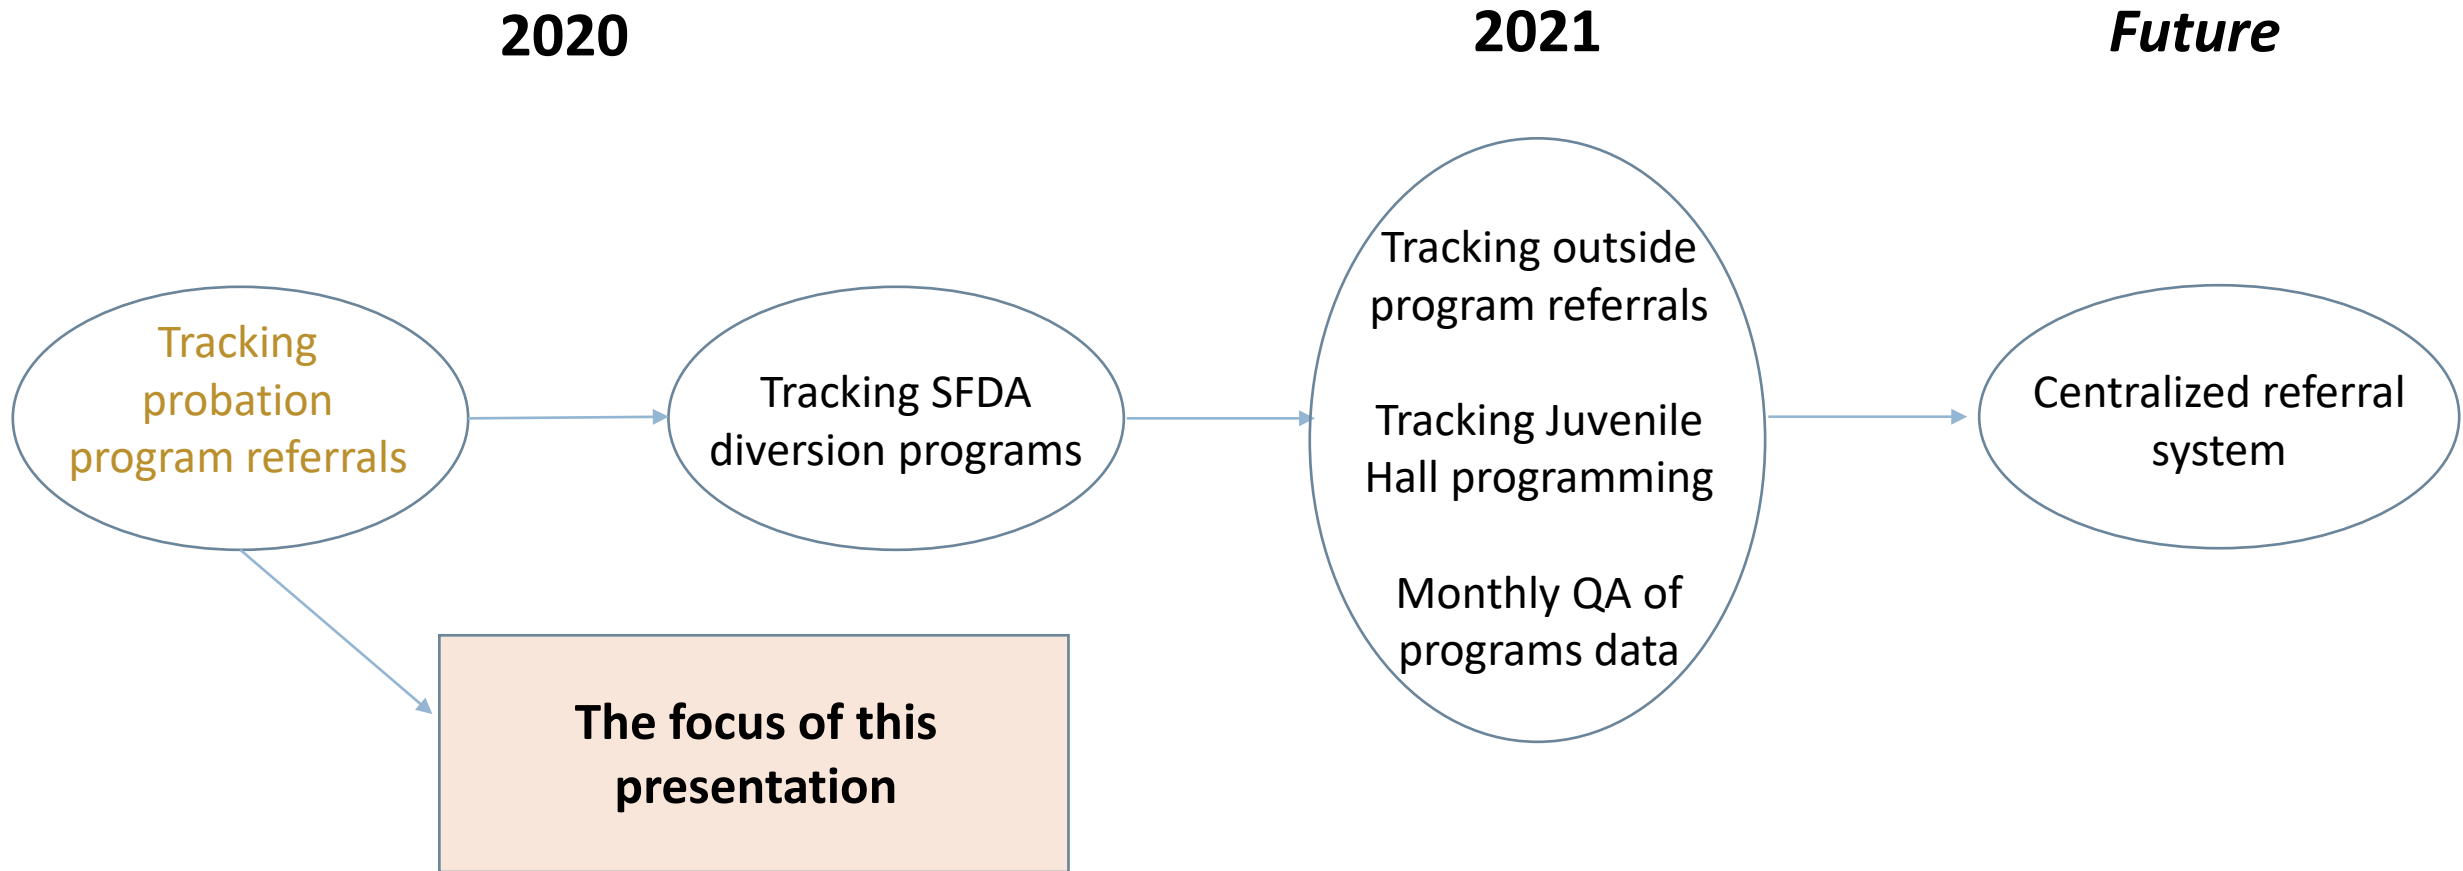 2020
2021
Future
Tracking
probation
program referrals
Tracking SFDA
diversion programs
Tracking outside
program referrals
Tracking Juvenile
Hall programming
Monthly QA of
programs data
Centralized referral
system
The focus of this
presentation